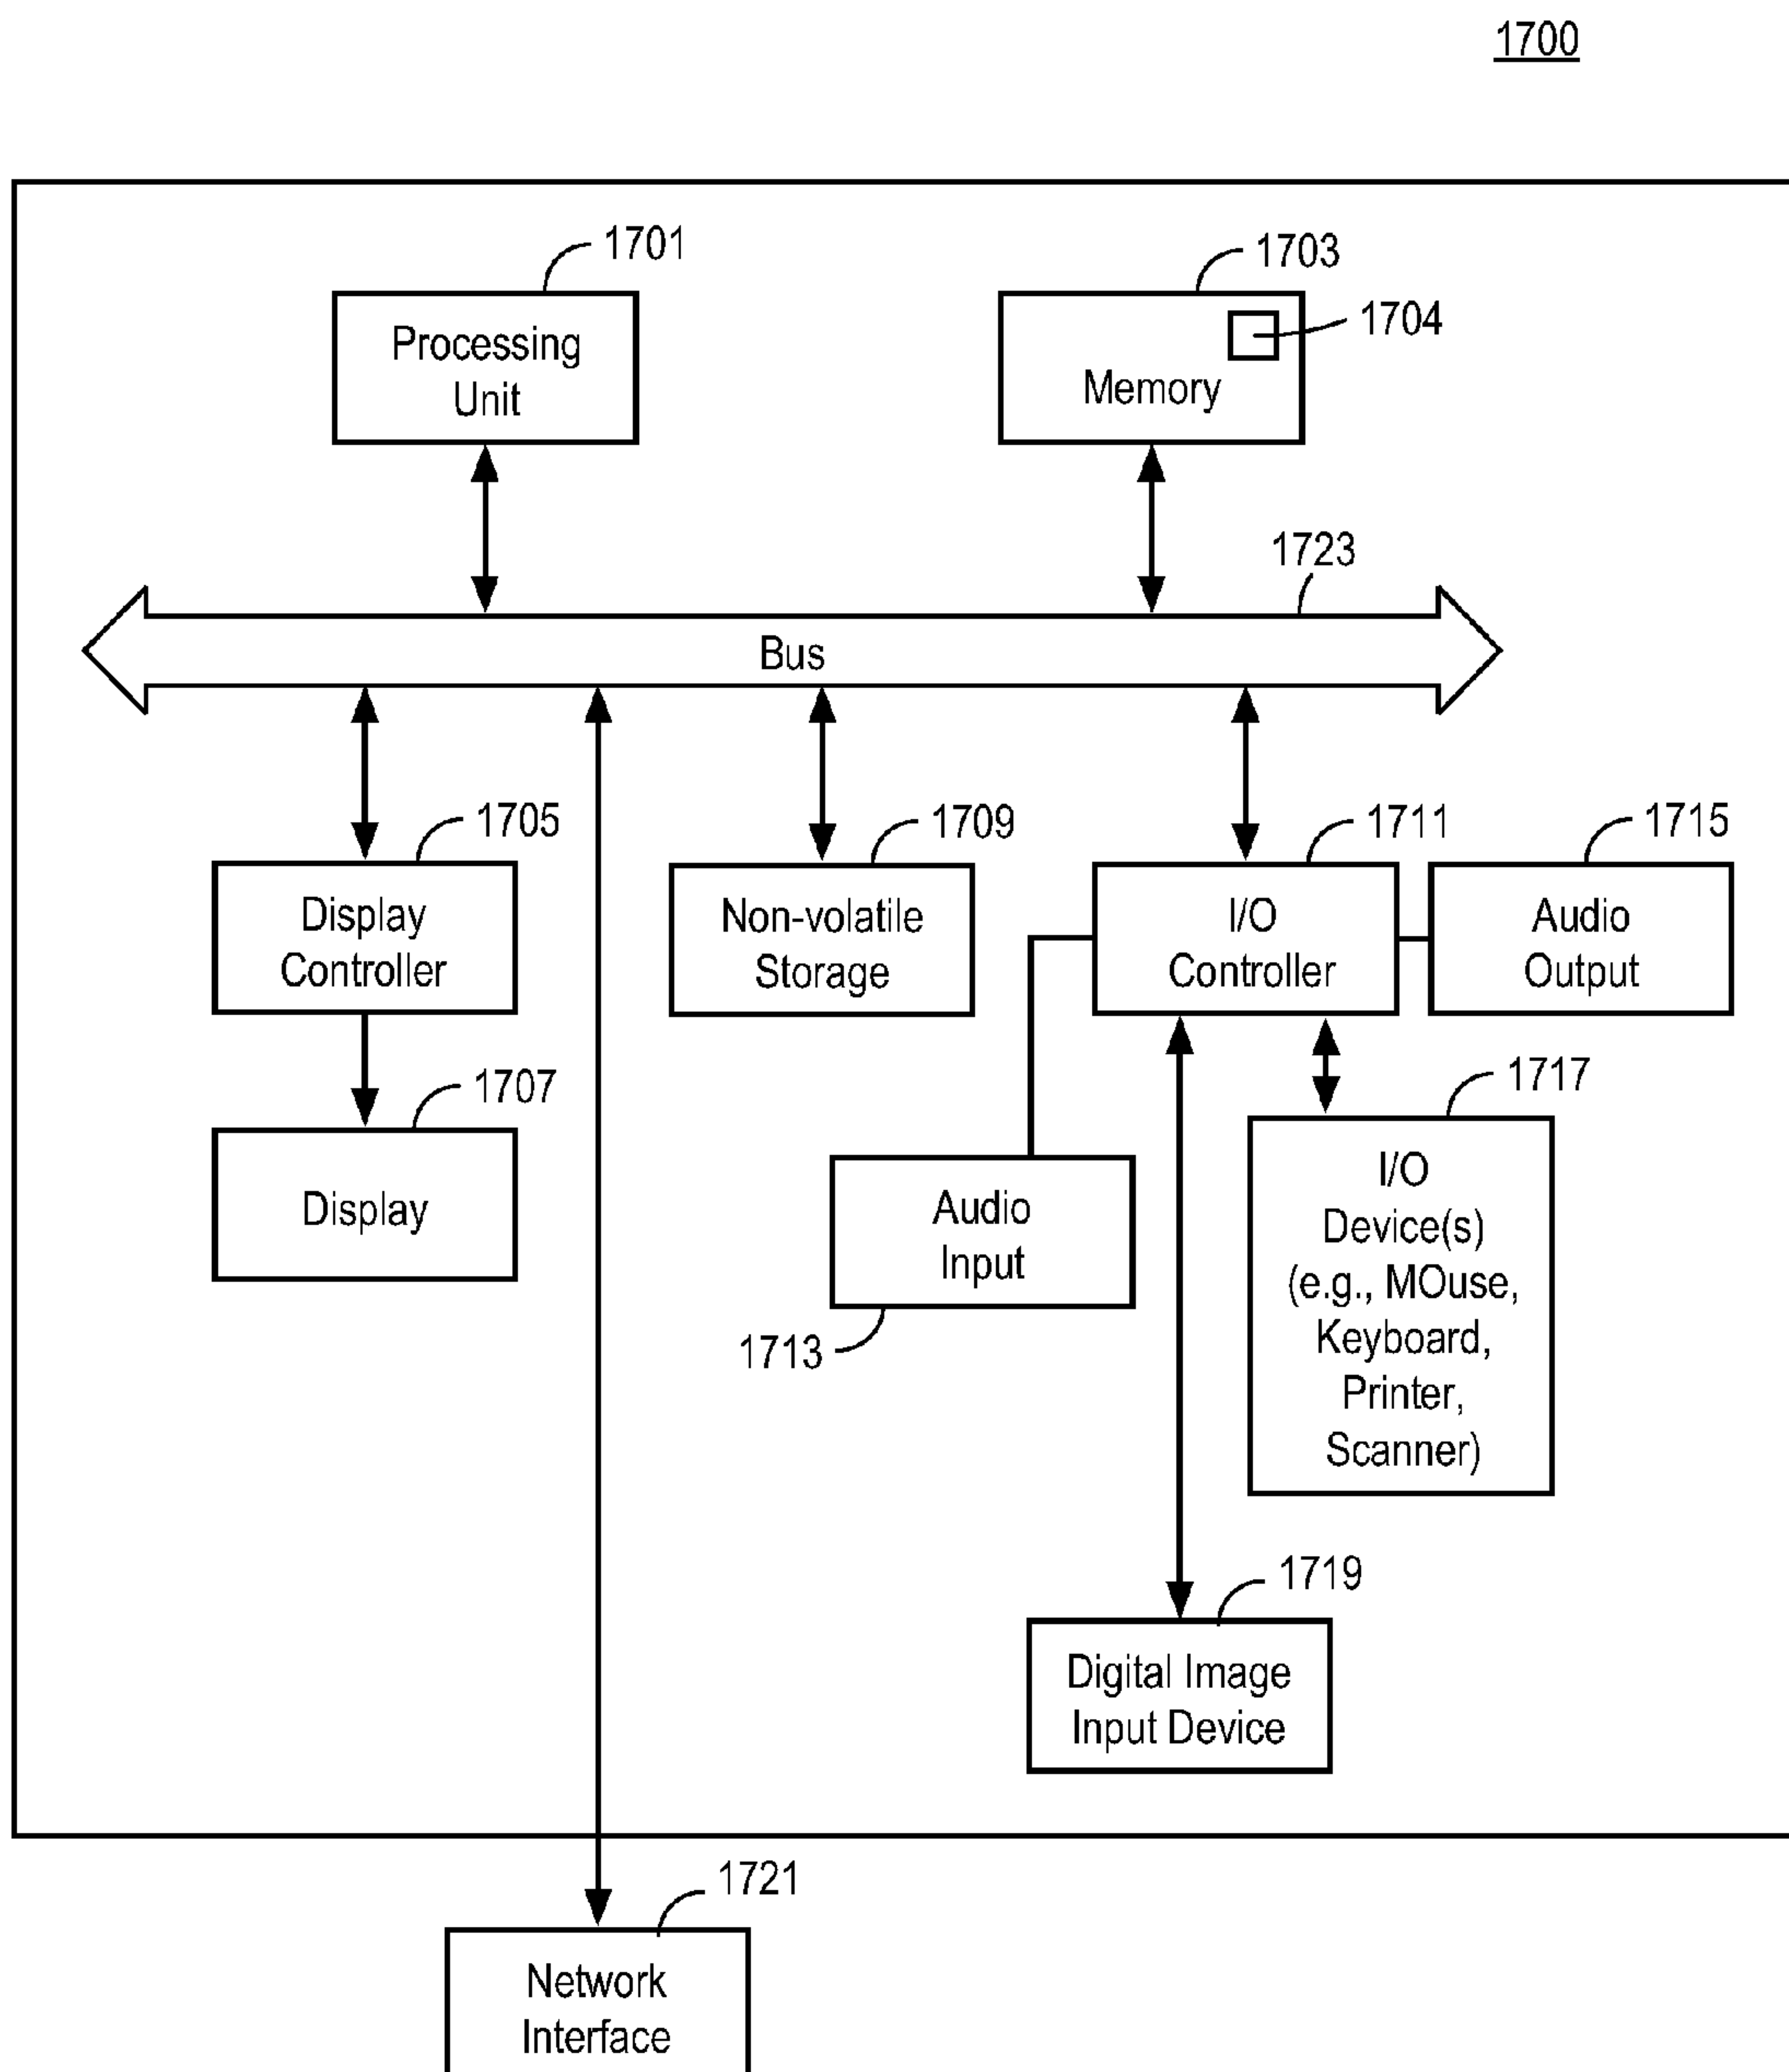 1700
1701
Processing
Unit
1703
1704
Memory
1723
Bus
1705
Display
Controller
1709
Non-volatile
Storage
1711
I/O
Controller
1715
Audio
Output
1707
Display
Audio
Input
1713
1717
I/O
Device(s)
(e.g., MOuse,
Keyboard,
Printer,
Scanner)
1719
Digital Image
Input Device
1721
Network
Interface